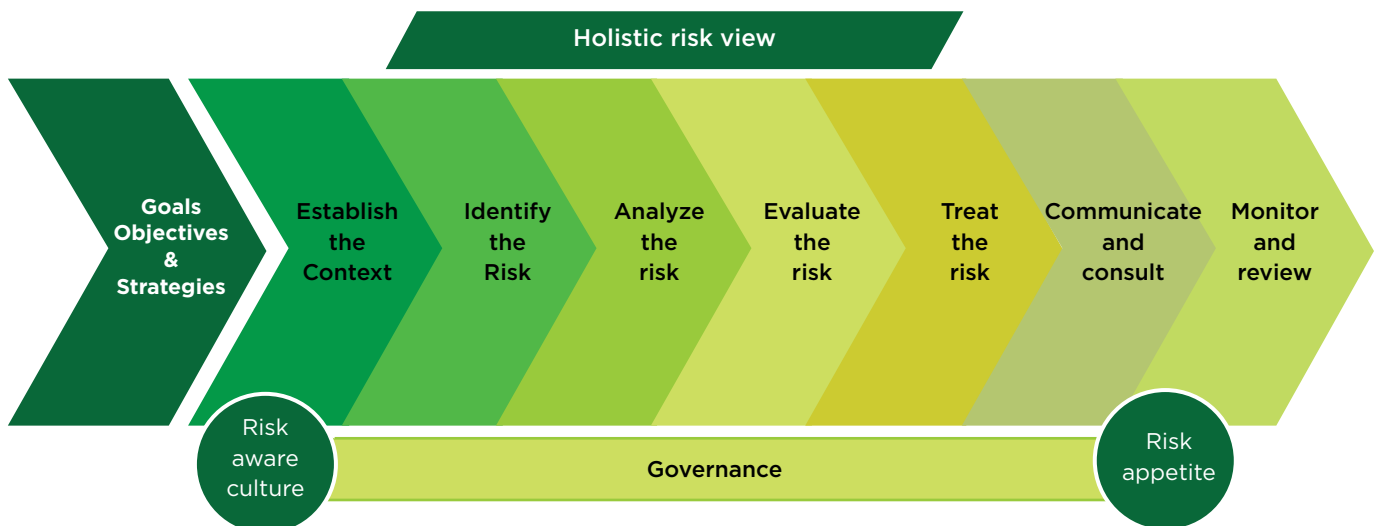 Holistic risk view
Goals
Objectives
&
Strategies
Establish
the
Context
Identify
the
Risk
Analyze
the
risk
Evaluate
the
risk
Treat
the
risk
Communicate
and
consult
Monitor
and
review
Risk
aware
culture
Governance
Risk
appetite